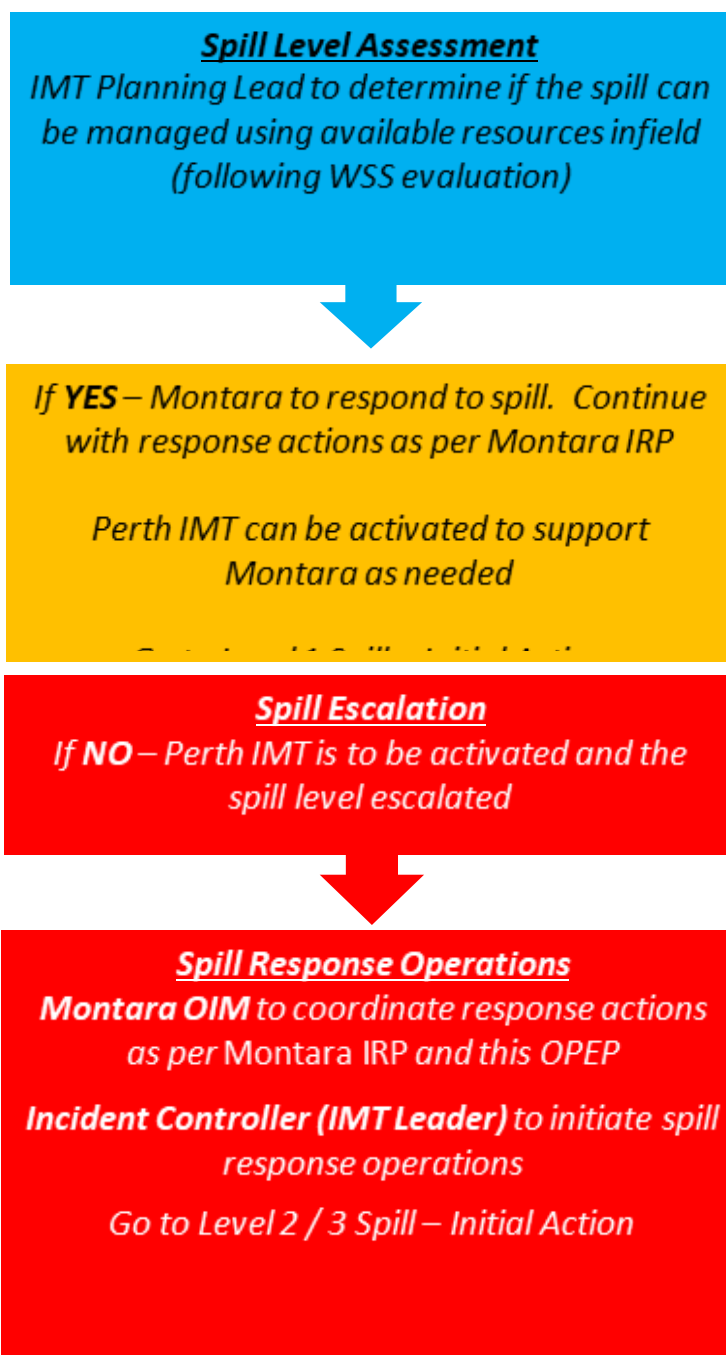 Spill Level Assessment
IMT Planning Lead to determine if the spill can
be managed using available resources infield
(following WSS evaluation)
If YES – Montara to respond to spill.  Continue
with response actions as per Montara IRP
Perth IMT can be activated to support
Montara as needed
Spill Escalation
If NO – Perth IMT is to be activated and the
spill level escalated
Spill Response Operations
Montara OIM to coordinate response actions
as per Montara IRP and this OPEP
Incident Controller (IMT Leader) to initiate spill
response operations
Go to Level 2 / 3 Spill – Initial Action